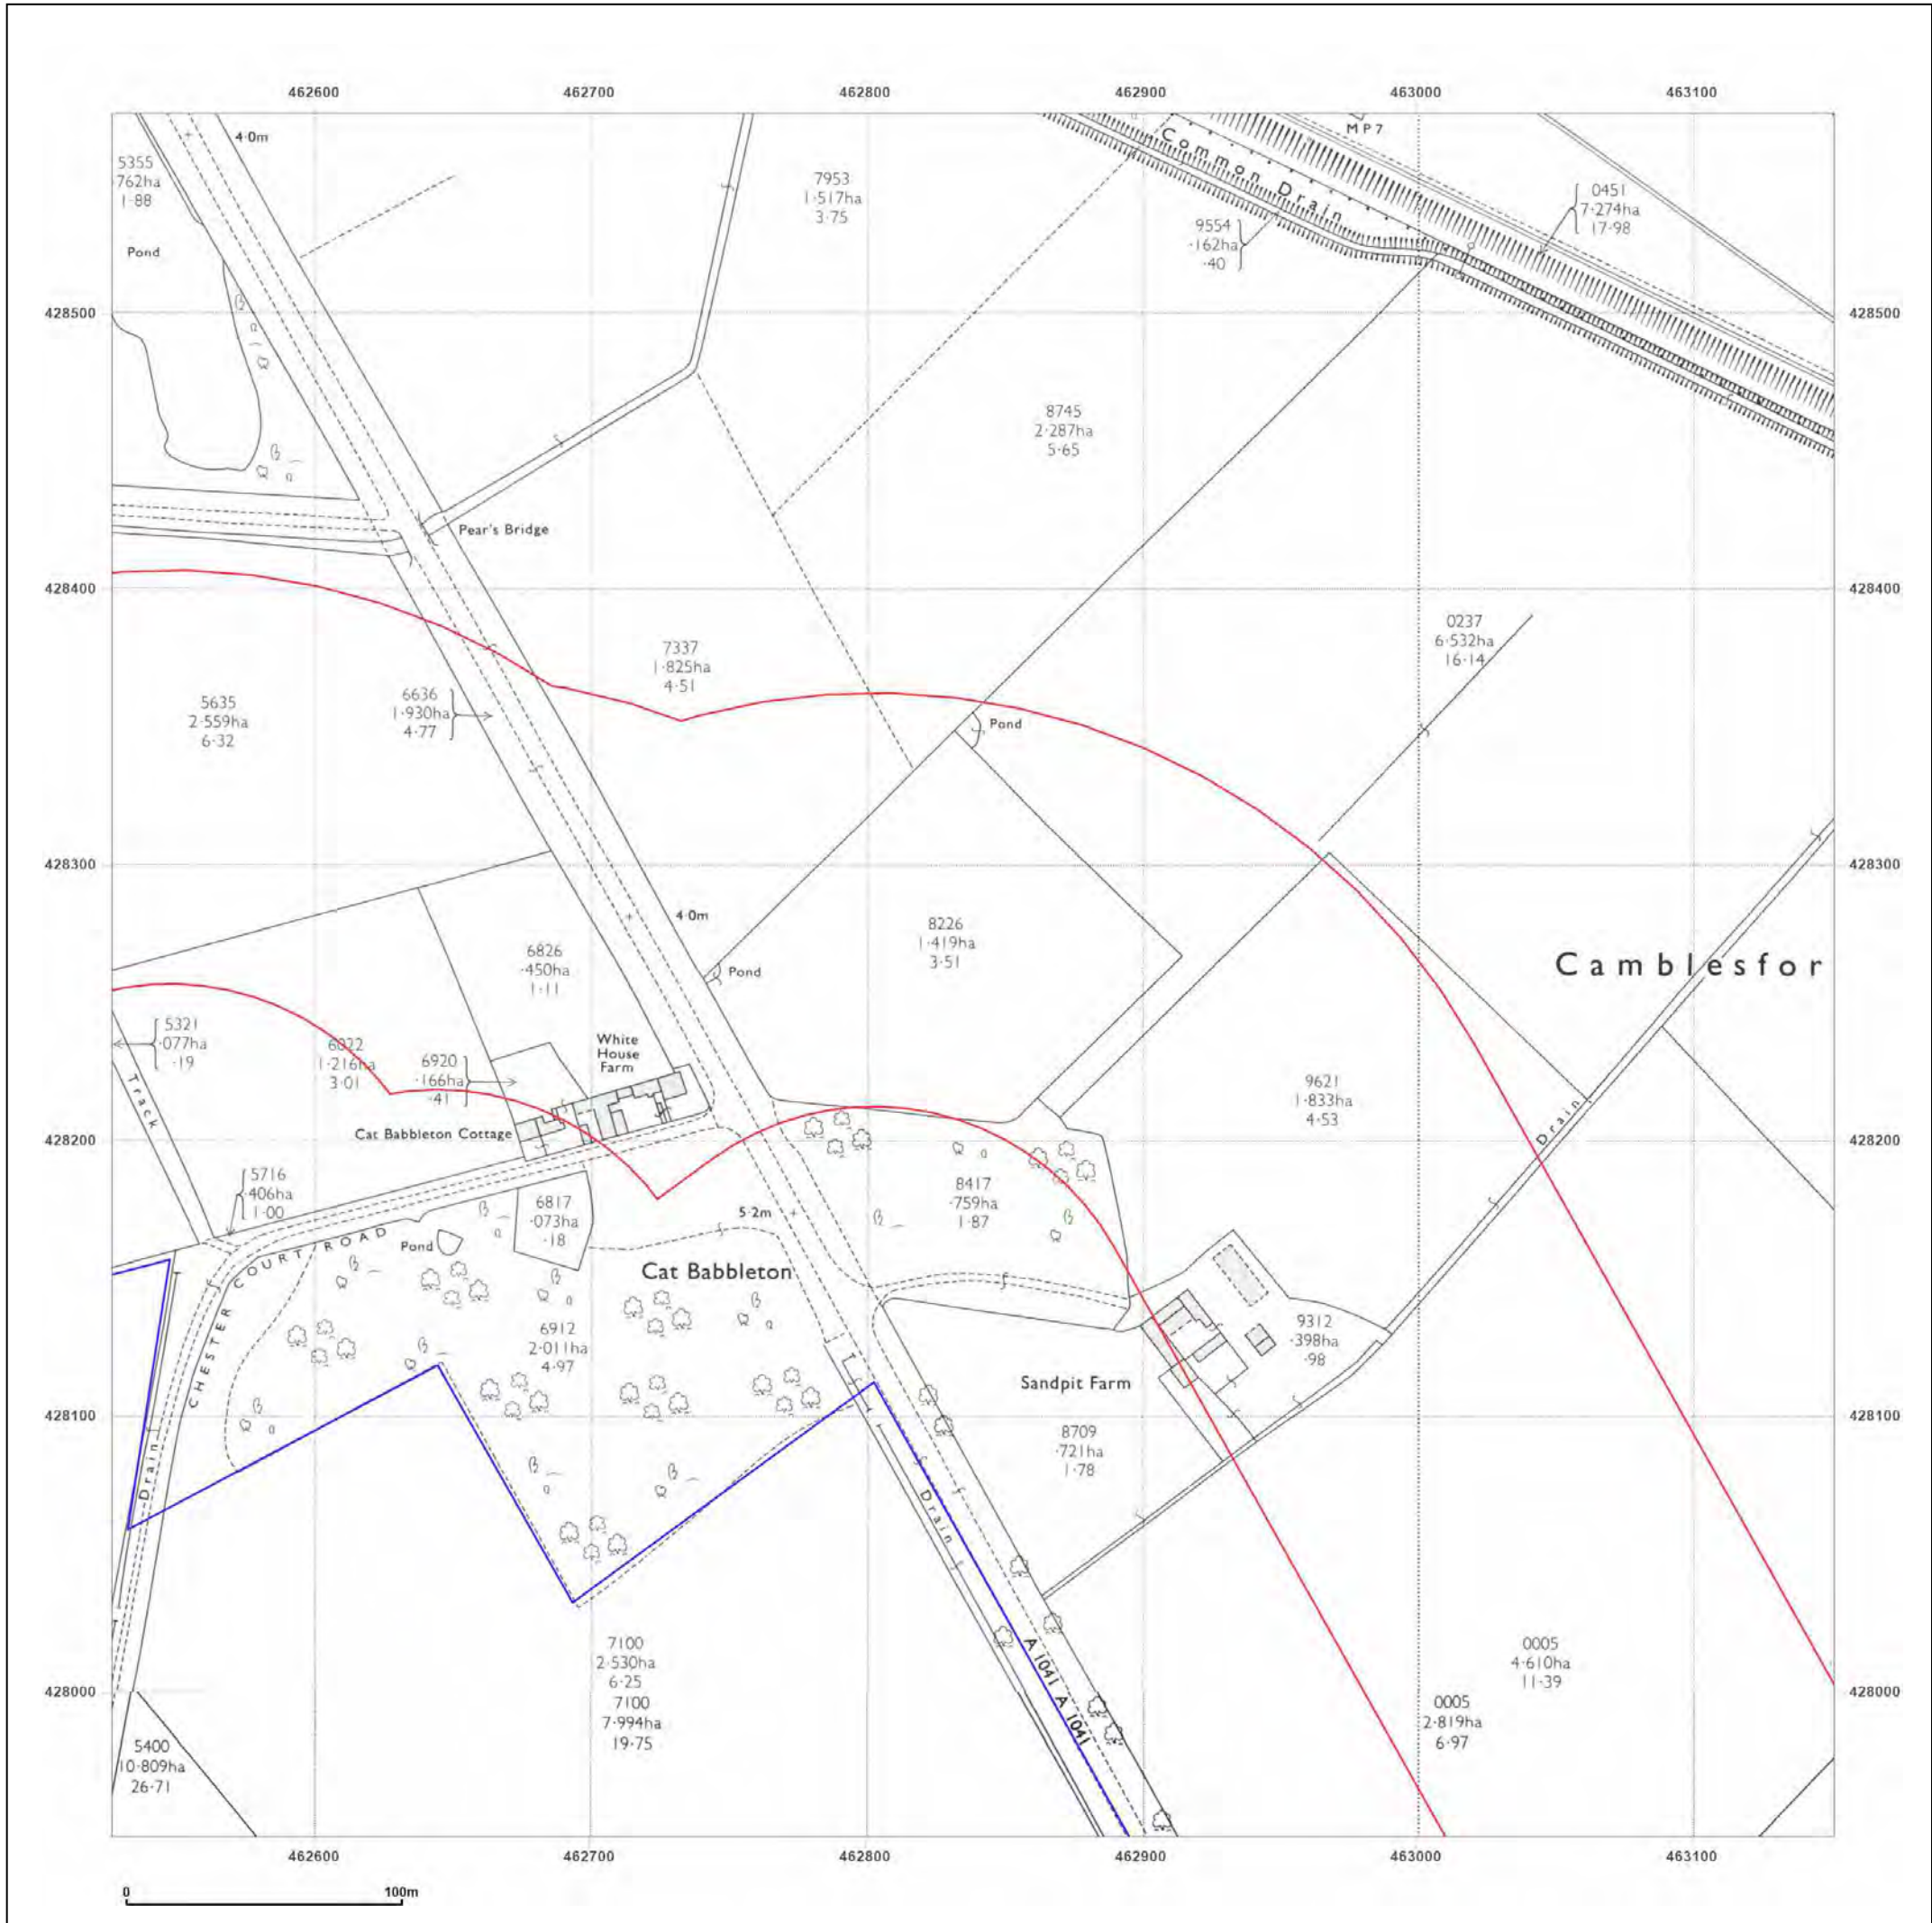 462600 462700 462800 462900 463000 463100
4·0m
MP7
5355
·762ha
1·88
7953
1·517ha
3·75
Common Drain
0451
7·274ha
17·98
9554
·162ha
·40
Pond
428500 428500
8745
2·287ha
5·65
Pear's Bridge
428400 428400
0237
6·532ha
16·14
7337
1·825ha
4·51
6636
1·930ha
4·77
5635
2·559ha
6·32
Pond
428300 428300
4·0m
8226
1·419ha
3·51
6826
·450ha
1·11
Pond
Camblesfor
5321
·077ha
·19
6022
1·216ha
3·01
6920
·166ha
·41
White
House
Farm
Track
9621
1·833ha
4·53
Drain
Cat Babbleton Cottage
428200 428200
5716
·406ha
1·00
6817
·073ha
·18
8417
·759ha
1·87
5·2m
Pond
CHESTER COURT ROAD
Cat Babbleton
6912
2·011ha
4·97
9312
·398ha
·98
Sandpit Farm
428100 428100
8709
·721ha
1·78
Drain
Drain
7100
2·530ha
6·25
7100
7·994ha
19·75
A 1041 A 1041
0005
4·610ha
11·39
428000 428000
0005
2·819ha
6·97
5400
10·809ha
26·71
462600 462700 462800 462900 463000 463100
0 100m